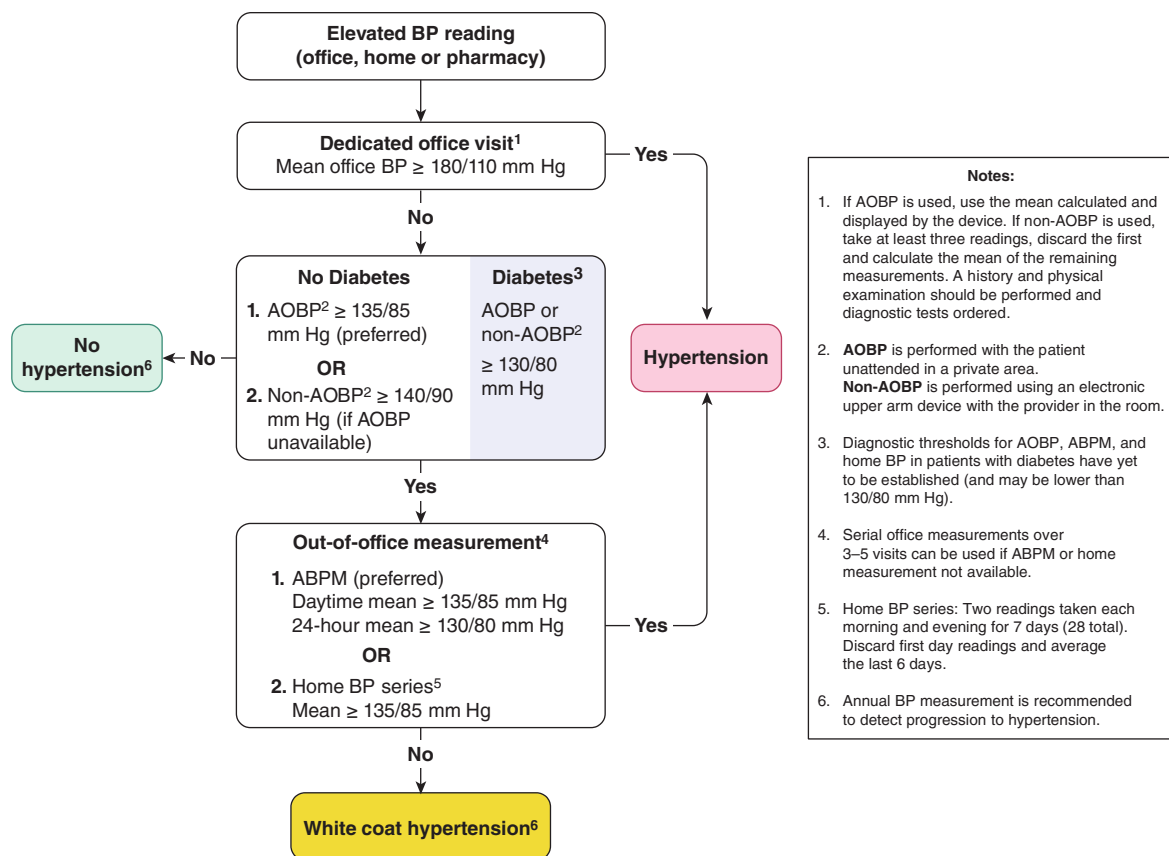 Elevated BP reading
(office, home or pharmacy)
Dedicated office visit¹
Mean office BP ≥ 180/110 mm Hg
Yes
No
No Diabetes
1. AOBP² ≥ 135/85
mm Hg (preferred)
OR
2. Non-AOBP² ≥ 140/90
mm Hg (if AOBP
unavailable)
Diabetes³
AOBP or
non-AOBP²
≥ 130/80
mm Hg
No
No
hypertension⁶
Hypertension
Yes
Out-of-office measurement⁴
1. ABPM (preferred)
Daytime mean ≥ 135/85 mm Hg
24-hour mean ≥ 130/80 mm Hg
OR
2. Home BP series⁵
Mean ≥ 135/85 mm Hg
Yes
No
White coat hypertension⁶
Notes:
1. If AOBP is used, use the mean calculated and
displayed by the device. If non-AOBP is used,
take at least three readings, discard the first
and calculate the mean of the remaining
measurements. A history and physical
examination should be performed and
diagnostic tests ordered.
2. AOBP is performed with the patient
unattended in a private area.
Non-AOBP is performed using an electronic
upper arm device with the provider in the room.
3. Diagnostic thresholds for AOBP, ABPM, and
home BP in patients with diabetes have yet
to be established (and may be lower than
130/80 mm Hg).
4. Serial office measurements over
3–5 visits can be used if ABPM or home
measurement not available.
5. Home BP series: Two readings taken each
morning and evening for 7 days (28 total).
Discard first day readings and average
the last 6 days.
6. Annual BP measurement is recommended
to detect progression to hypertension.